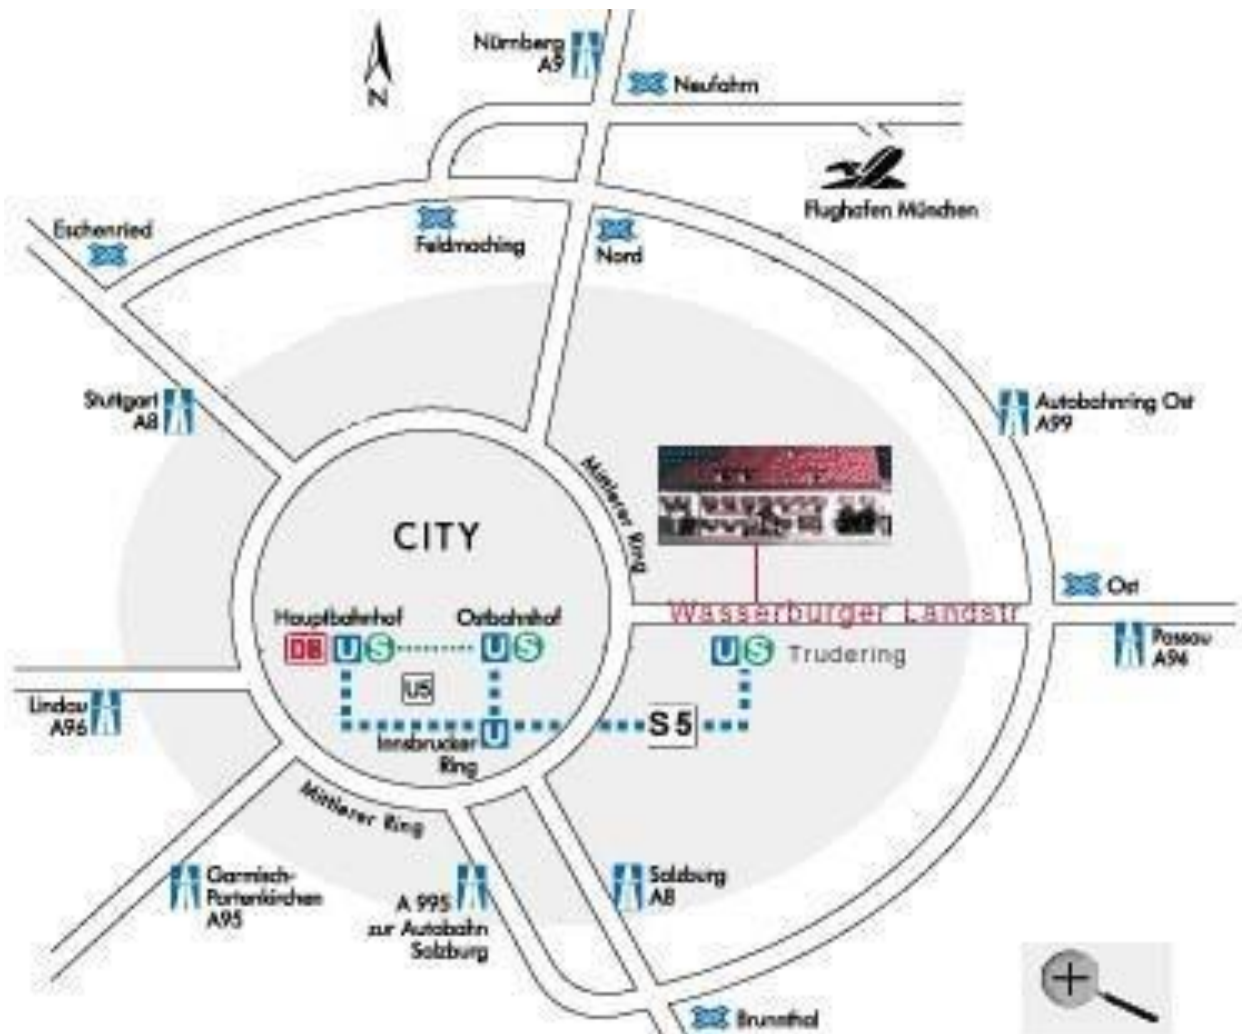 Nürnberg
A9
N
Neufahrn
Flughafen München
Eschenried
Feldmoching
Nord
Stuttgart
A8
Autobahnring Ost
A99
Mittlerer Ring
CITY
Ost
Wasserburger Landstr
Hauptbahnhof
Ostbahnhof
DB U S
U S
U S Trudering
Passau
A94
U5
Lindau
A96
S5
Innsbrucker
Ring
U
Mittlerer Ring
Garmisch-
Partenkirchen
A95
A 995
zur Autobahn
Salzburg
Salzburg
A8
Brunnthal